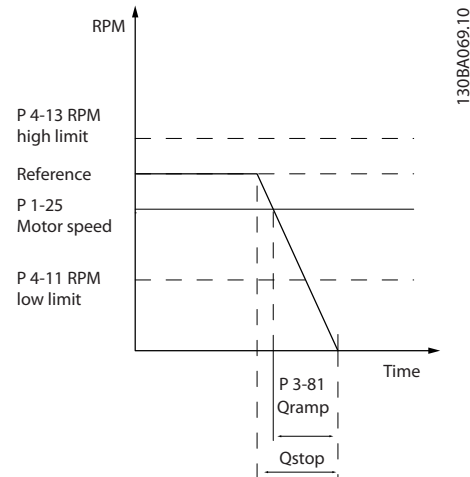 RPM
130BA069.10
P 4-13 RPM
high limit
Reference
P 1-25
Motor speed
P 4-11 RPM
low limit
Time
P 3-81
Qramp
Qstop